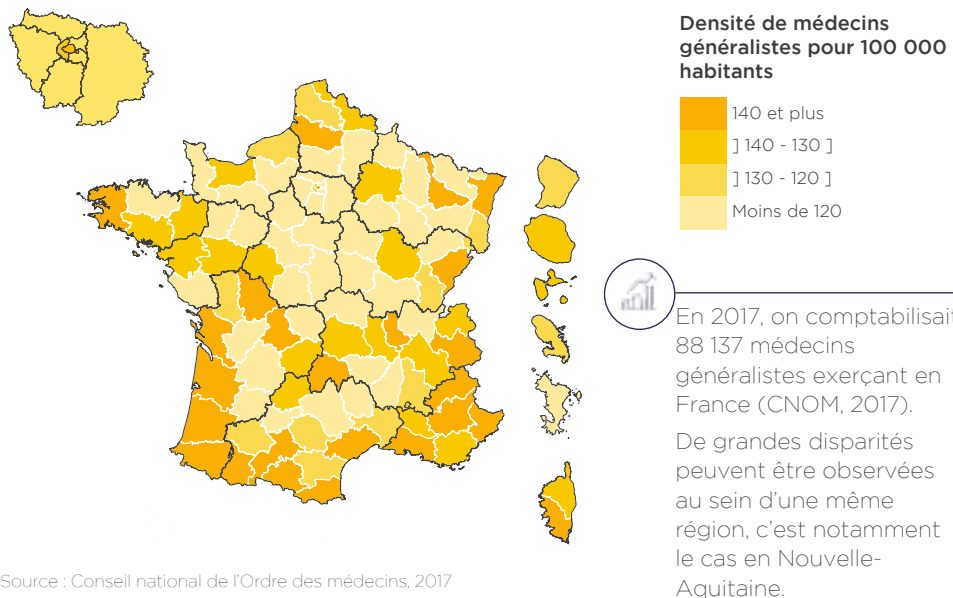 Densité de médecins
généralistes pour 100 000
habitants
140 et plus
] 140 - 130 ]
] 130 - 120 ]
Moins de 120
En 2017, on comptabilisait
88 137 médecins
généralistes exerçant en
France (CNOM, 2017).
De grandes disparités
peuvent être observées
au sein d'une même
région, c'est notamment
le cas en Nouvelle-
Aquitaine.
Source : Conseil national de l'Ordre des médecins, 2017